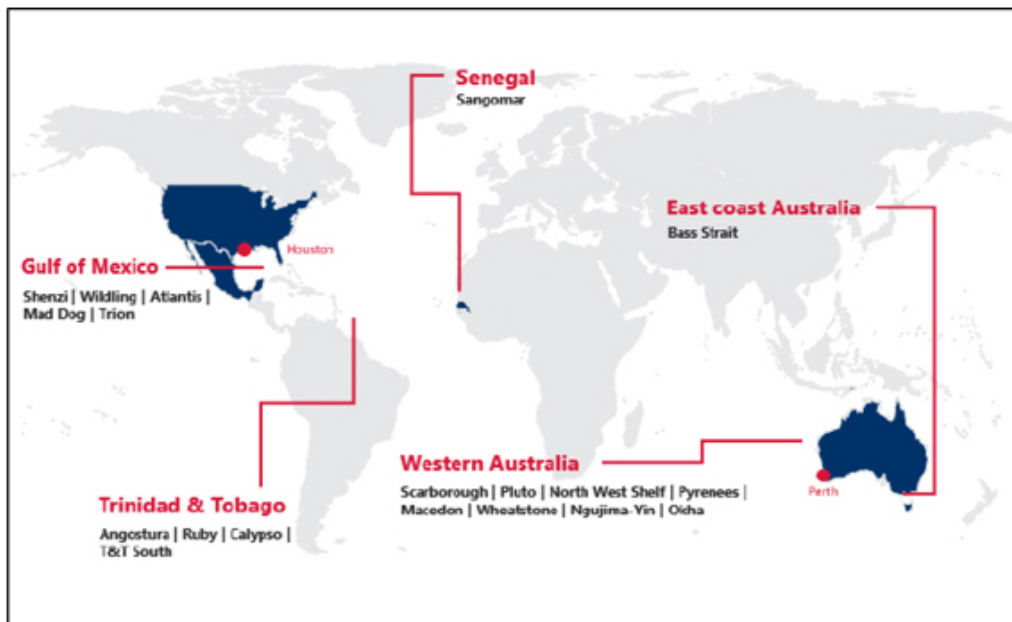 Senegal
Sangomar
East coast Australia
Bass Strait
Houston
Gulf of Mexico
Shenzi | Wildling | Atlantis |
Mad Dog | Trion
Western Australia
Scarborough | Pluto | North West Shelf | Pyrenees |
Macedon | Wheatstone | Ngujima-Yin | Okha
Perth
Trinidad & Tobago
Angostura | Ruby | Calypso |
T&T South